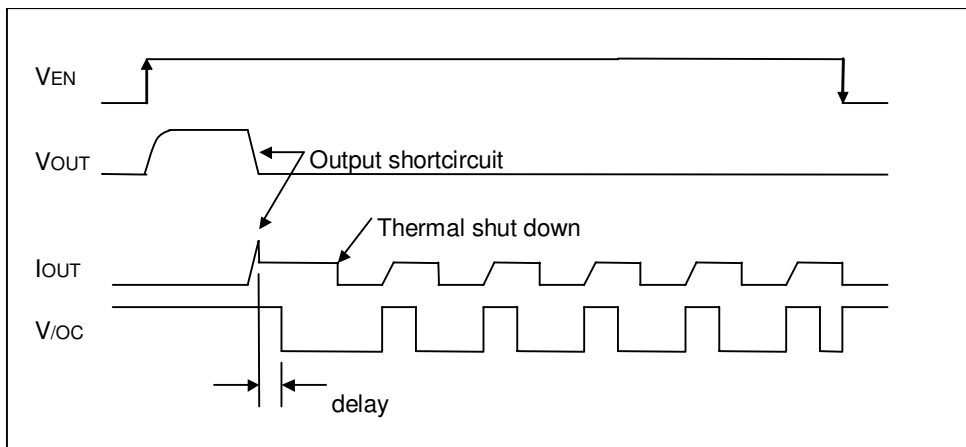 VEN
VOUT
Output shortcircuit
Thermal shut down
IOUT
V/OC
delay